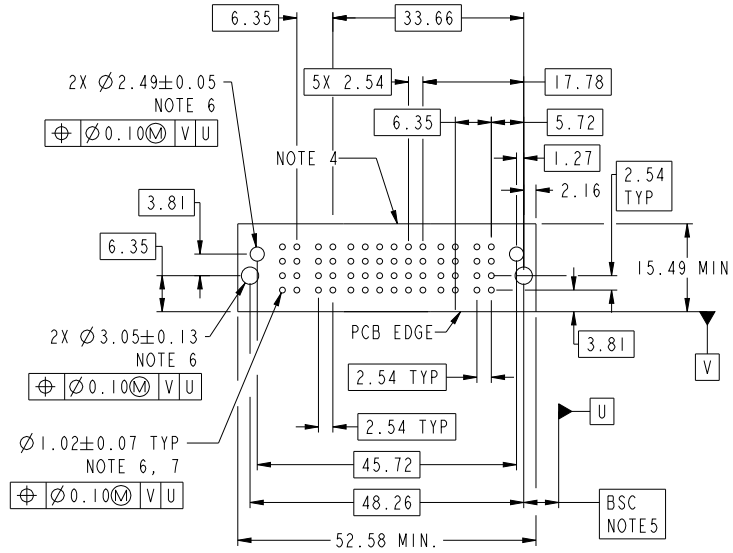 6.35
33.66
2X Ø2.49±0.05
NOTE 6
⌖ Ø0.10Ⓜ V U
5X 2.54
17.78
6.35
5.72
NOTE 4
1.27
2.54
TYP
2.16
3.81
6.35
15.49 MIN
2X Ø3.05±0.13
NOTE 6
⌖ Ø0.10Ⓜ V U
PCB EDGE
3.81
V
2.54 TYP
U
2.54 TYP
Ø1.02±0.07 TYP
NOTE 6, 7
⌖ Ø0.10Ⓜ V U
45.72
48.26
BSC
NOTE5
52.58 MIN.